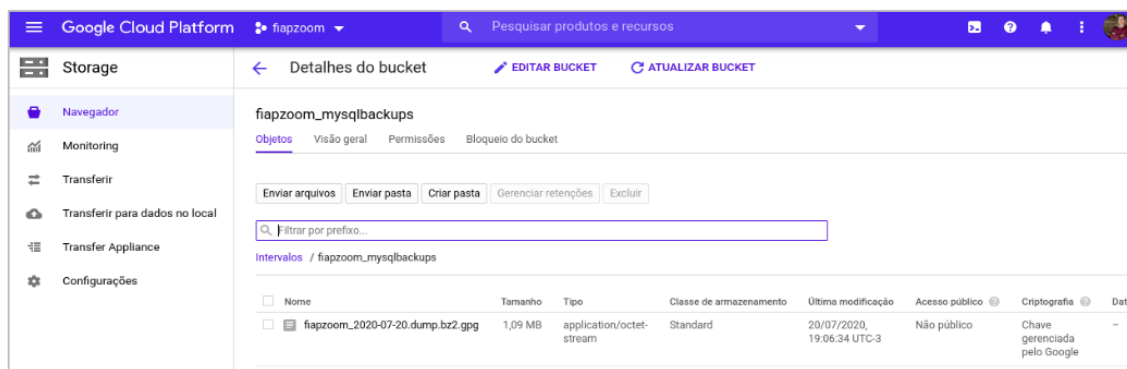 Google Cloud Platform fiapzoom Pesquisar produtos e recursos
Storage
Detalhes do bucket EDITAR BUCKET ATUALIZAR BUCKET
Navegador
Monitoring
Transferir
Transferir para dados no local
Transfer Appliance
Configurações
fiapzoom_mysqlbackups
Objetos Visão geral Permissões Bloqueio do bucket
Enviar arquivos Enviar pasta Criar pasta Gerenciar retenções Excluir
Filtrar por prefixo...
Intervalos / fiapzoom_mysqlbackups
Nome Tamanho Tipo Classe de armazenamento Última modificação Acesso público Criptografia Dat
fiapzoom_2020-07-20.dump.bz2.gpg 1,09 MB application/octet- Standard 20/07/2020, Não público Chave –
stream 19:06:34 UTC-3 gerenciada
pelo Google